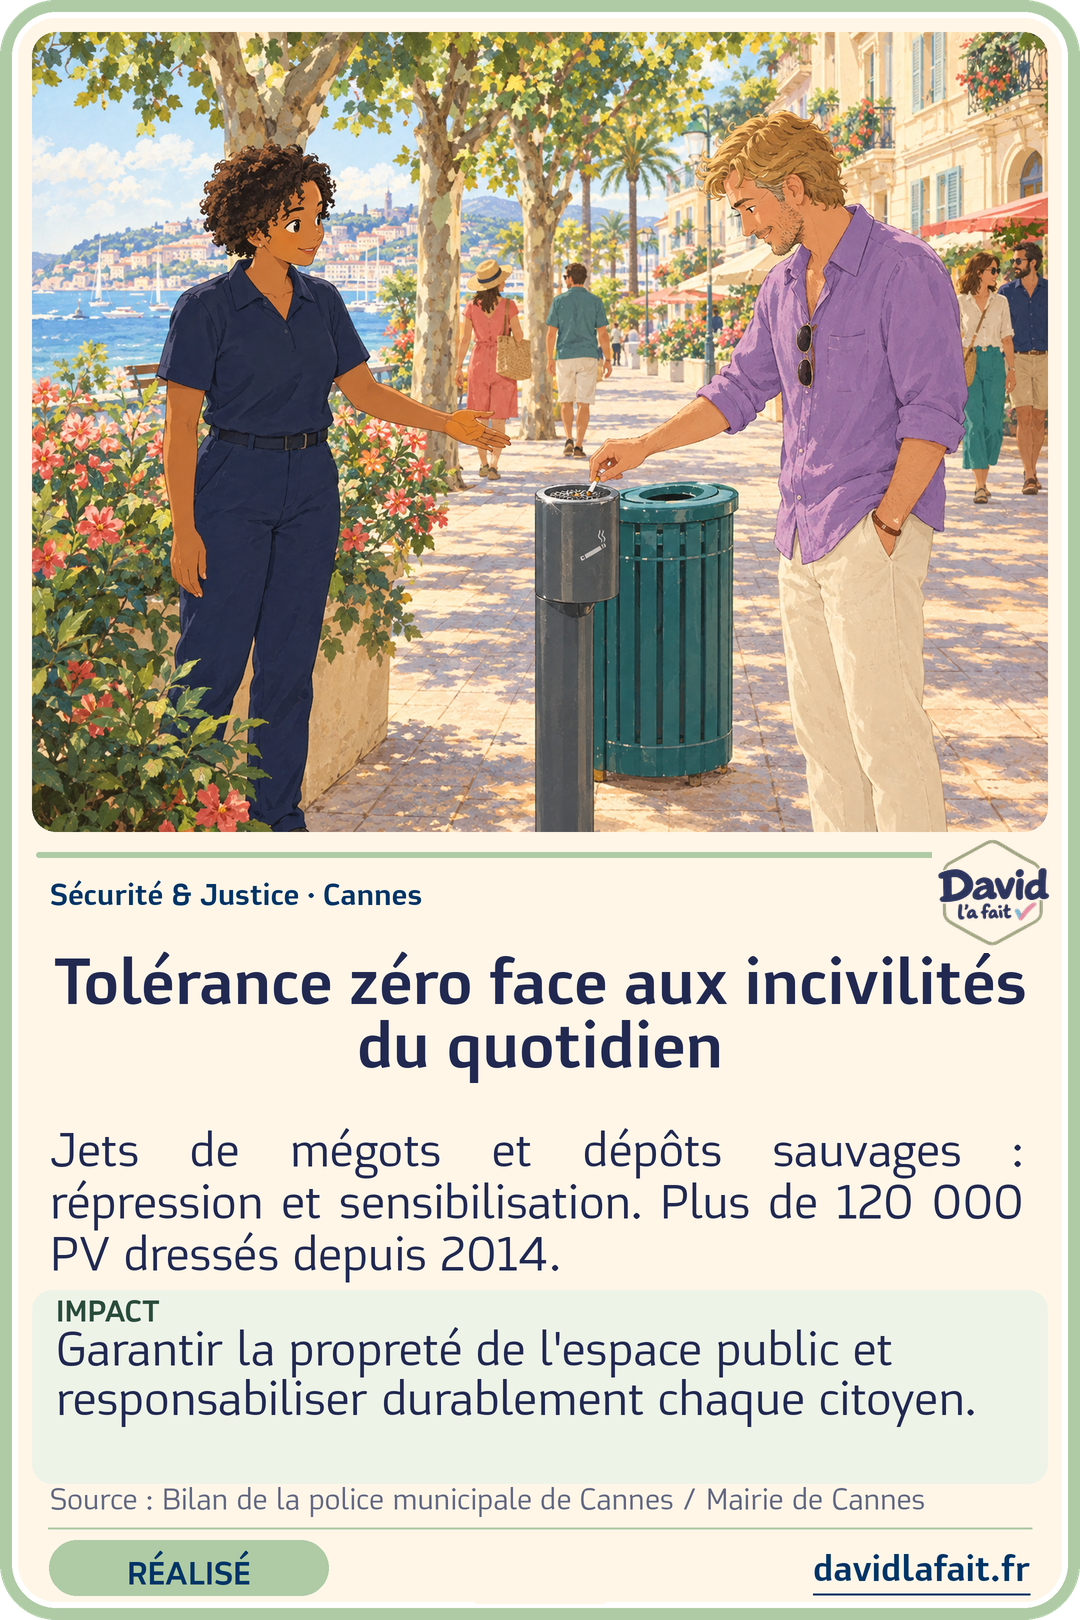 Sécurité & Justice · Cannes
David
l'a fait
Tolérance zéro face aux incivilités
du quotidien
Jets de mégots et dépôts sauvages :
répression et sensibilisation. Plus de 120 000
PV dressés depuis 2014.
IMPACT
Garantir la propreté de l'espace public et
responsabiliser durablement chaque citoyen.
Source : Bilan de la police municipale de Cannes / Mairie de Cannes
RÉALISÉ
davidlafait.fr